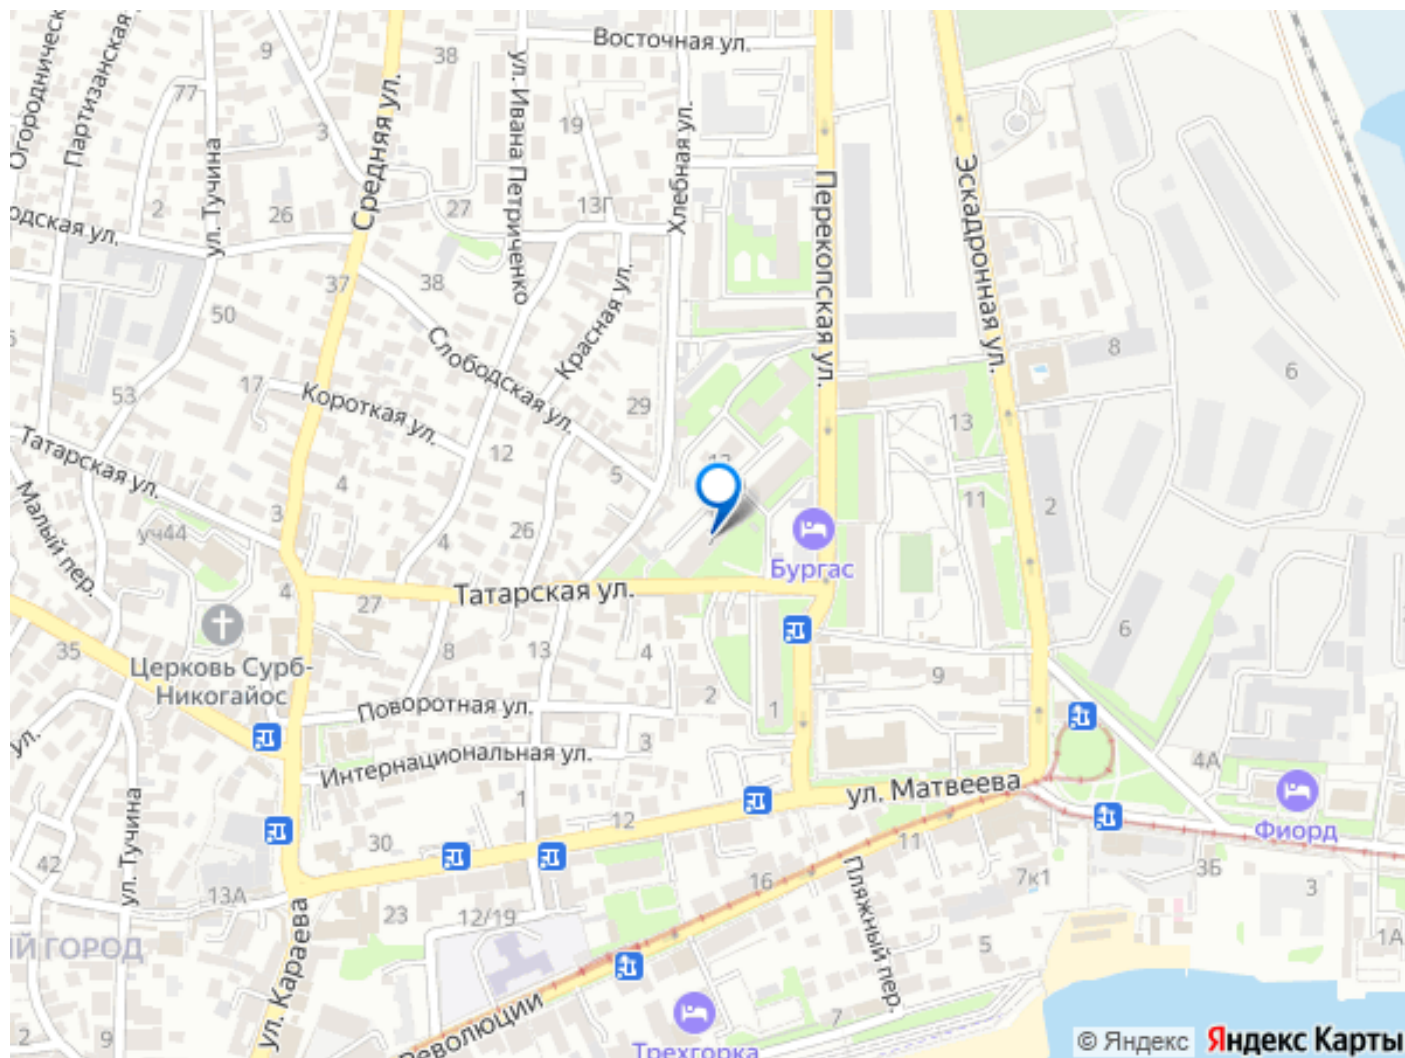 Восточная ул.
9
38
Огородническ
Партизанская
77
Средняя ул.
ул. Ивана Петриченко
19
Хлебная ул.
3
ул. Тучина
Перекопская ул.
Эскадронная ул.
2
26
27
13Г
одская ул.
37
38
50
Красная ул.
Слободская ул.
8
6
53
17
Короткая ул.
29
13
Татарская ул.
12
5
4
Малый пер.
3
11
2
уч44
26
4
Бургас
4
27
Татарская ул.
35
Церковь Сурб-
Никогайос
8
13
4
6
9
2
1
Поворотная ул.
3
ул.
Интернациональная ул.
4А
ул. Матвеева
1
ул. Тучина
12
Фиорд
30
11
42
16
Пляжный пер.
7к1
3Б
3
13А
23
12/19
ЫЙ ГОРОД
ул. Караева
5
1А
Революции
2
9
7
Трехгорка
© Яндекс
Яндекс Карты